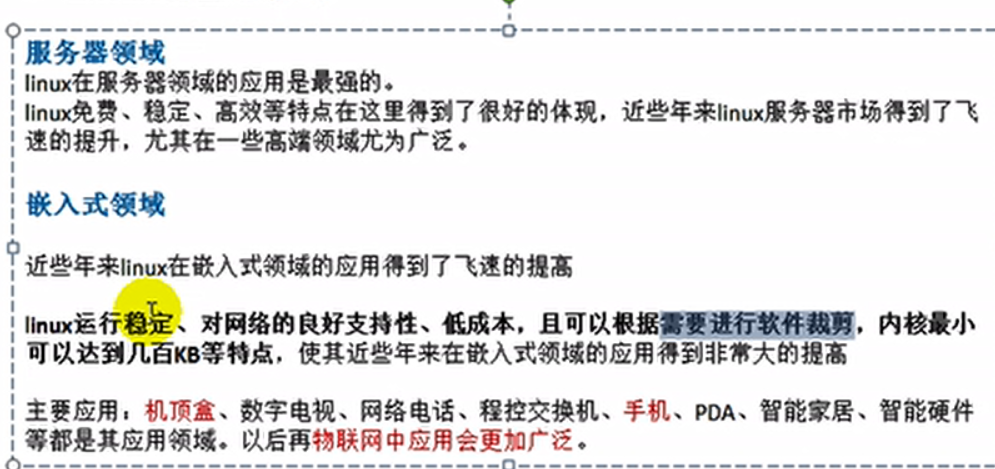 服务器领域
linux在服务器领域的应用是最强的。
linux免费、稳定、高效等特点在这里得到了很好的体现，近些年来linux服务器市场得到了飞
速的提升，尤其在一些高端领域尤为广泛。
嵌入式领域
近些年来linux在嵌入式领域的应用得到了飞速的提高
linux运行稳定、对网络的良好支持性、低成本，且可以根据需要进行软件裁剪，内核最小
可以达到几百KB等特点，使其近些年来在嵌入式领域的应用得到非常大的提高
主要应用：机顶盒、数字电视、网络电话、程控交换机、手机、PDA、智能家居、智能硬件
等都是其应用领域。以后再物联网中应用会更加广泛。